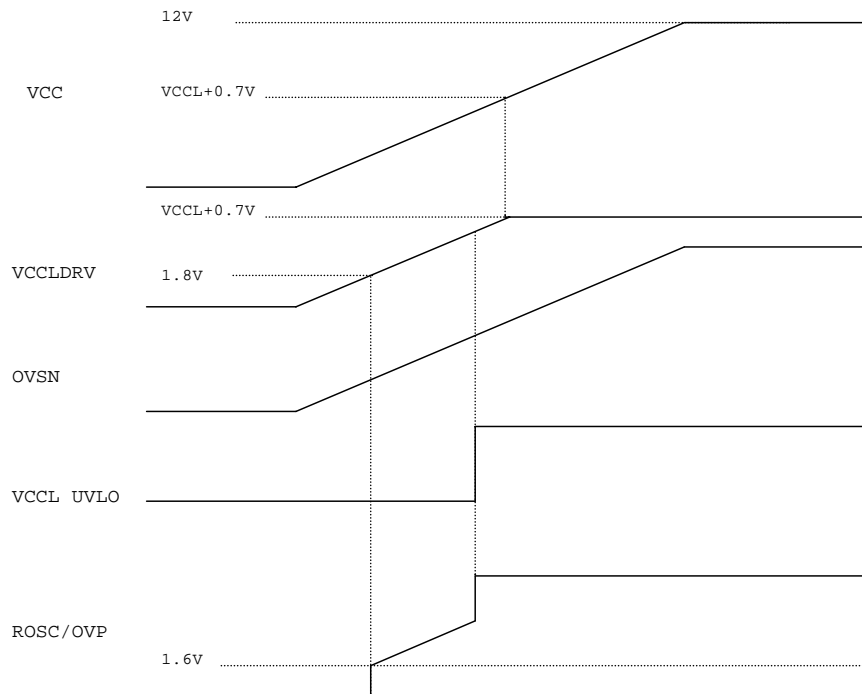 12V
VCC
VCCL+0.7V
VCCL+0.7V
VCCLDRV
1.8V
OVSN
VCCL UVLO
ROSC/OVP
1.6V